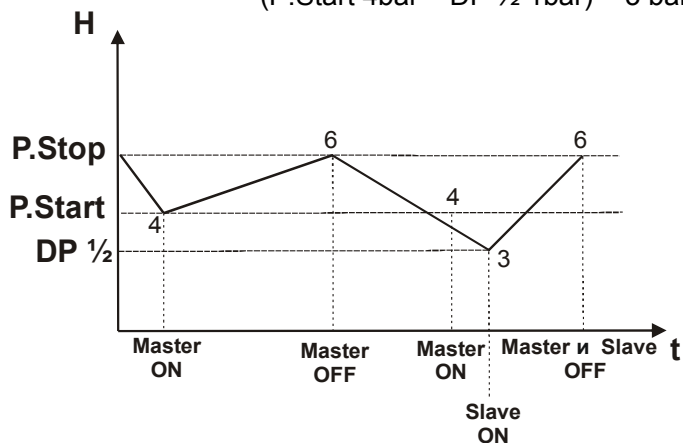 (P.Start 4bar – DP ½ 1bar) = 3 bar
H
P.Stop
6
6
P.Start
4
4
DP ½
3
Master ON
Master OFF
Master ON
Master и Slave OFF
t
Slave ON